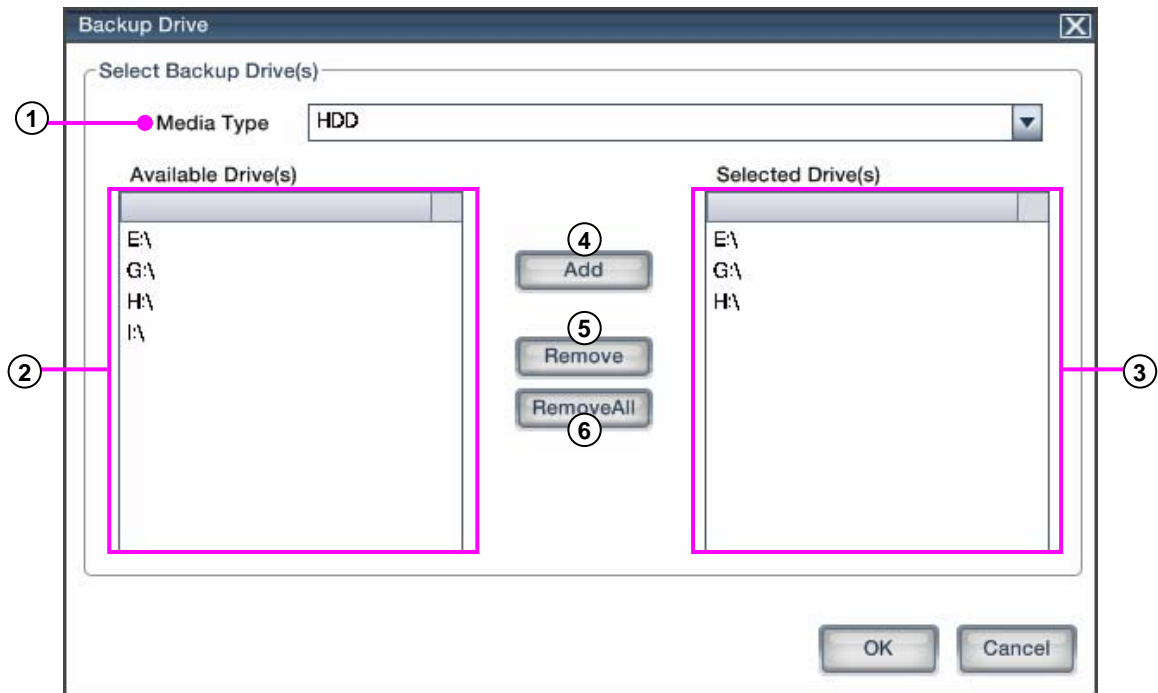 Backup Drive
Select Backup Drive(s)
1 Media Type HDD
Available Drive(s) Selected Drive(s)
E:\ 4 E:\
G:\ Add G:\
H:\ H:\
I:\ 5
2 Remove 3
RemoveAll
6
OK Cancel